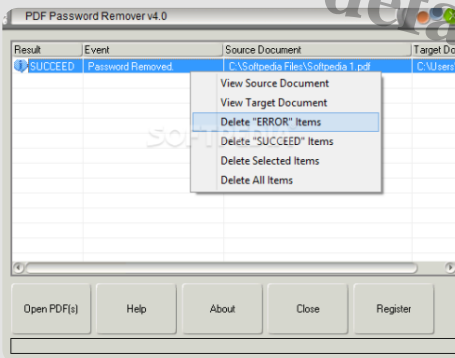 PDF Password Remover v4.0
Result Event Source Document Target Do
SUCCEED Password Removed. C:\Softpedia Files\Softpedia 1.pdf C:\Users\
View Source Document
View Target Document
Delete "ERROR" Items
Delete "SUCCEED" Items
Delete Selected Items
Delete All Items
SOFTPEDIA
Open PDF(s) Help About Close Register